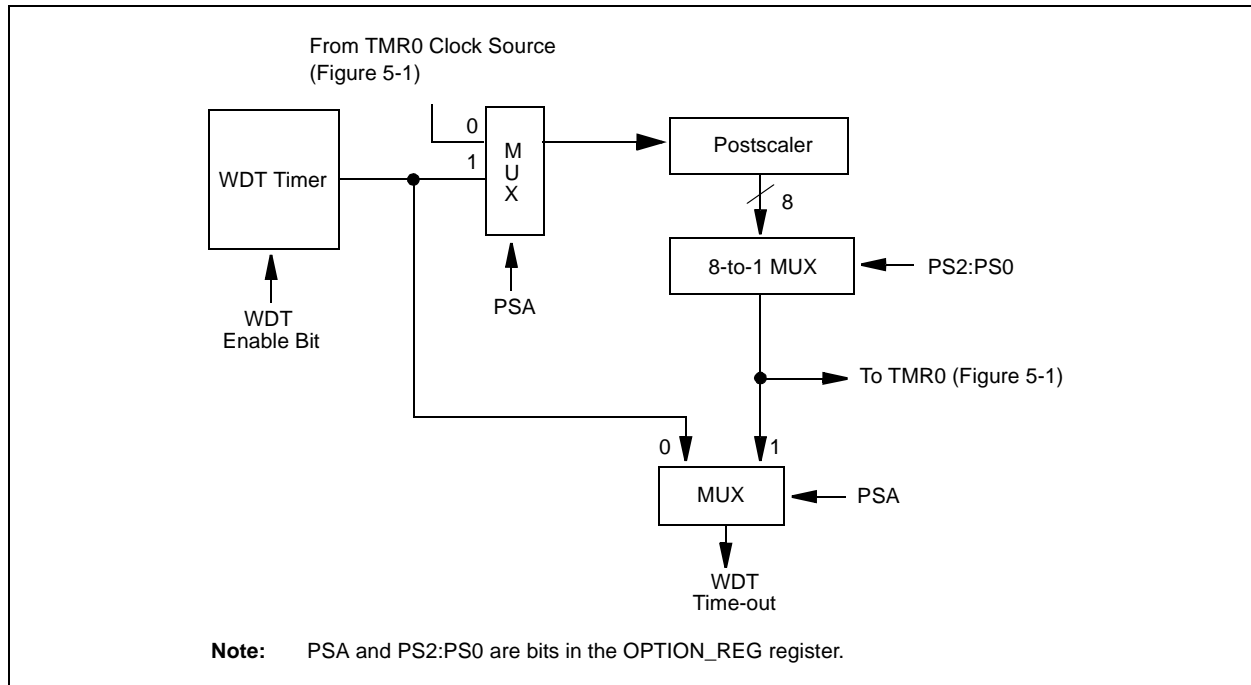 From TMR0 Clock Source
(Figure 5-1)
0
1
M
U
X
WDT Timer
Postscaler
8
8-to-1 MUX
PS2:PS0
PSA
WDT
Enable Bit
To TMR0 (Figure 5-1)
0
1
MUX
PSA
WDT
Time-out
Note: PSA and PS2:PS0 are bits in the OPTION_REG register.